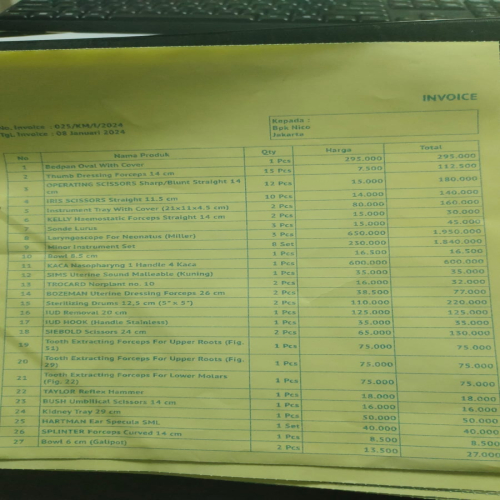 INVOICE
No. Invoice : 025/KM/I/2024
Tgl. Invoice : 08 Januari 2024
Kepada :
Bpk Nico
Jakarta
No Nama Produk Qty Harga Total
1 Bedpan Oval With Cover 1 Pcs 295.000 295.000
2 Thumb Dressing Forceps 14 cm 15 Pcs 7.500 112.500
3 OPERATING SCISSORS Sharp/Blunt Straight 14 cm 12 Pcs 15.000 180.000
4 IRIS SCISSORS Straight 11,5 cm 10 Pcs 14.000 140.000
5 Instrument Tray With Cover (21x11x4.5 cm) 2 Pcs 80.000 160.000
6 KELLY Heamostatic Forceps Straight 14 cm 2 Pcs 15.000 30.000
7 Sonde Lurus 3 Pcs 15.000 45.000
8 Laryngoscope For Neonatus (Miller) 3 Pcs 650.000 1.950.000
9 Minor Instrument Set 8 Set 230.000 1.840.000
10 Bowl 8.5 cm 1 Pcs 16.500 16.500
11 KACA Nasopharyng 1 Handle 4 Kaca 1 Pcs 600.000 600.000
12 SIMS Uterine Sound Malleable (Kuning) 1 Pcs 35.000 35.000
13 TROCARD Norplant no. 10 Pcs 16.000 32.000
14 BOZEMAN Uterine Dressing Forceps 26 cm 2 Pcs 38.500 77.000
15 Sterilizing Drums 12,5 cm (5" x 5") 2 Pcs 110.000 220.000
16 IUD Removal 20 cm 1 Pcs 125.000 125.000
17 IUD HOOK (Handle Stainless) 1 Pcs 35.000 35.000
18 SIEBOLD Scissors 24 cm 2 Pcs 65.000 130.000
19 Tooth Extracting Forceps For Upper Roots (Fig. 51) 1 Pcs 75.000 75.000
20 Tooth Extracting Forceps For Upper Roots (Fig. 29) 1 Pcs 75.000 75.000
21 Tooth Extracting Forceps For Lower Molars (Fig. 22) 1 Pcs 75.000 75.000
22 TAYLOR Reflex Hammer 1 Pcs 18.000 18.000
23 BUSH Umbilical Scissors 14 cm 1 Pcs 16.000 16.000
24 Kidney Tray 29 cm 1 Pcs 50.000 50.000
25 HARTMAN Ear Specula SML 1 Set 40.000 40.000
26 SPLINTER Forceps Curved 14 cm 1 Pcs 8.500 8.500
27 Bowl 6 cm (Galipot) 2 Pcs 13.500 27.000